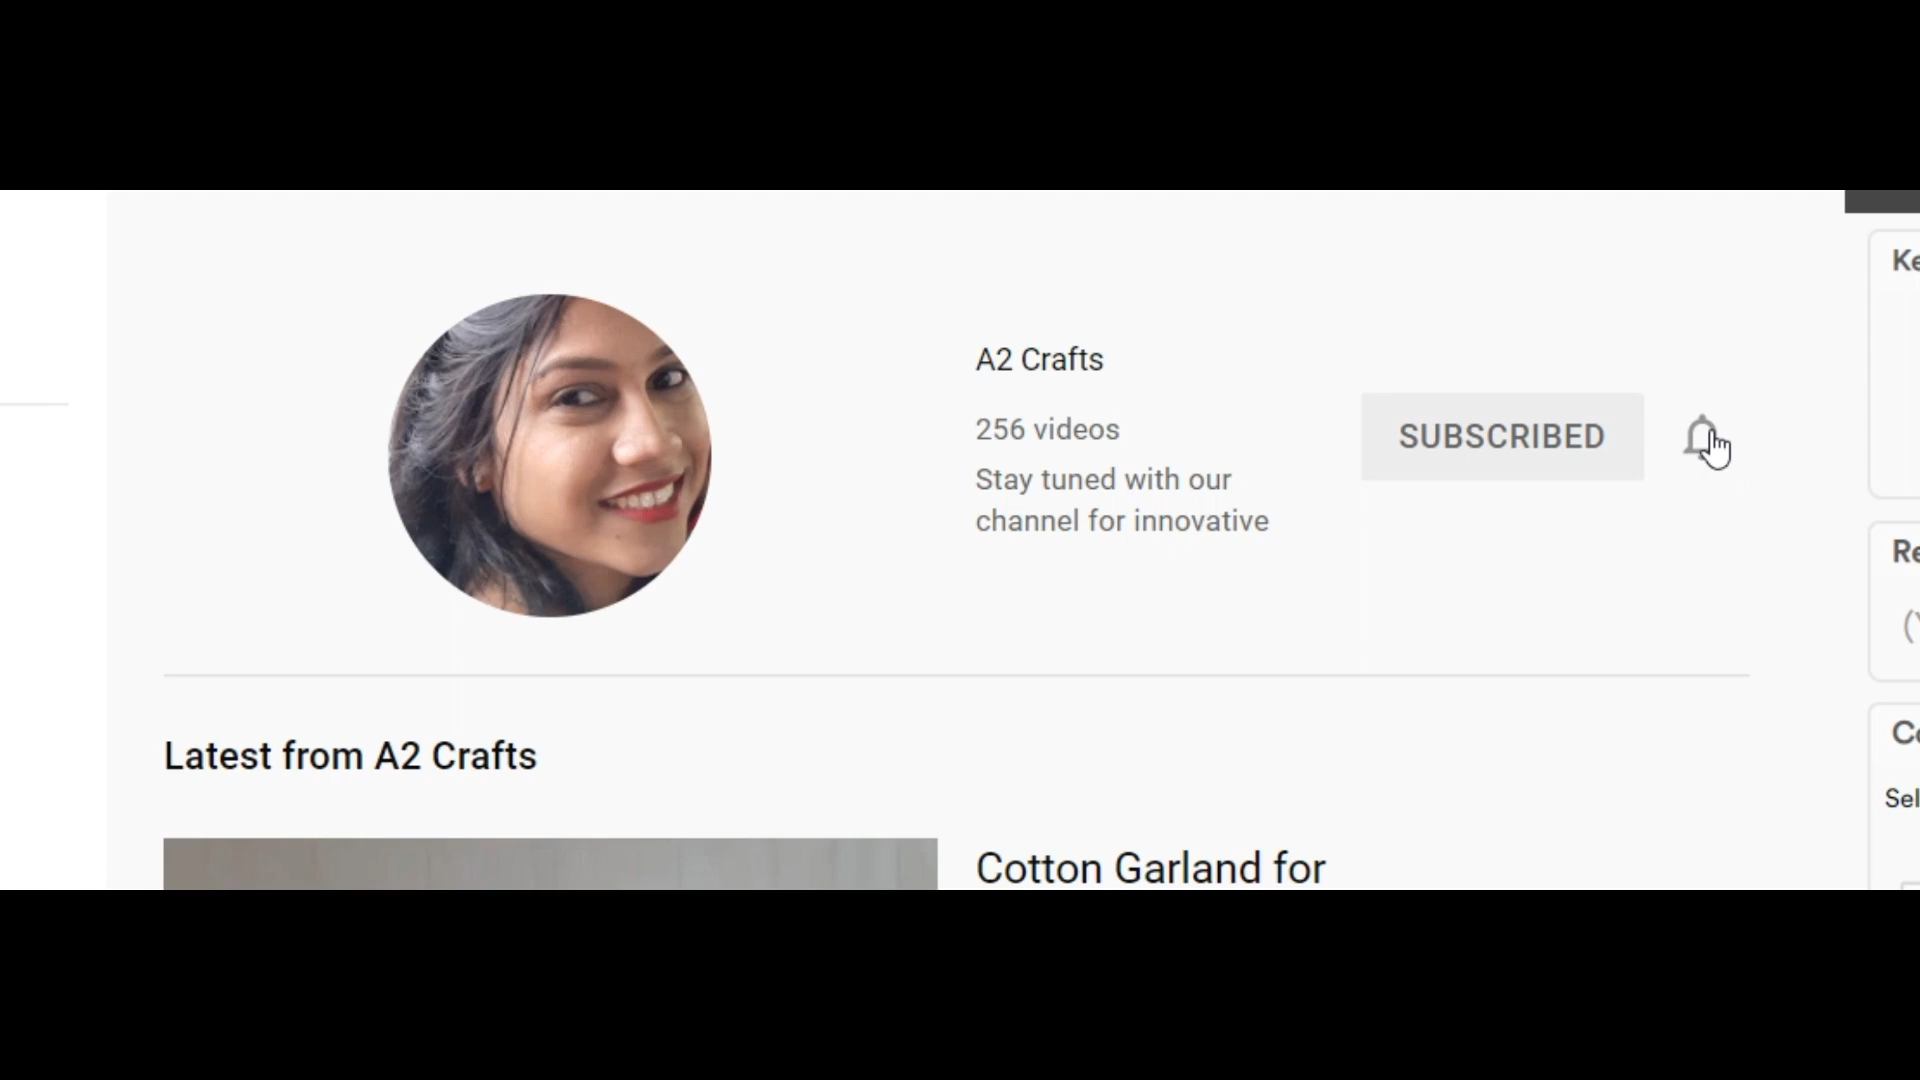 A2 Crafts
256 videos
Stay tuned with our
channel for innovative
SUBSCRIBED
Latest from A2 Crafts
Cotton Garland for